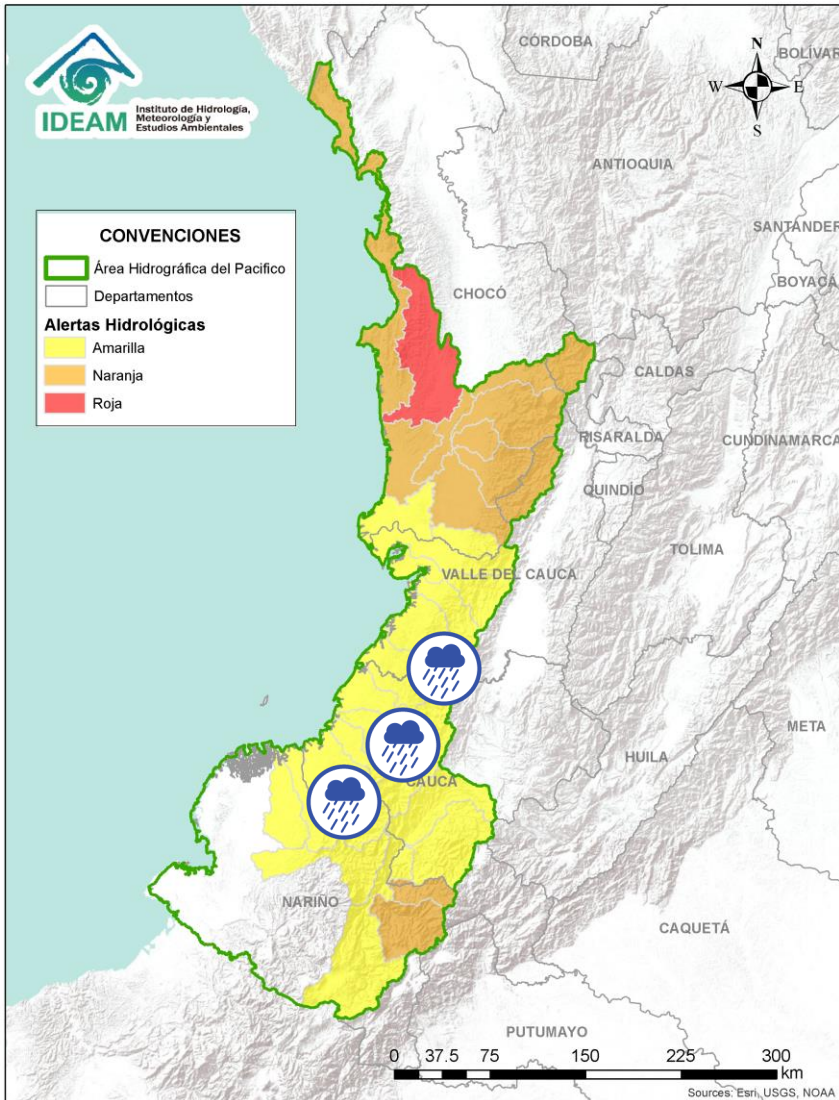 CÓRDOBA
BOLÍVAR
N
W
E
S
IDEAM
Instituto de Hidrología,
Meteorología y
Estudios Ambientales
ANTIOQUIA
SANTANDER
CONVENCIONES
Área Hidrográfica del Pacifico
Departamentos
Alertas Hidrológicas
Amarilla
Naranja
Roja
BOYACÁ
CHOCÓ
CALDAS
RISARALDA
CUNDINAMARCA
QUINDÍO
TOLIMA
VALLE DEL CAUCA
META
HUILA
CAUCA
NARIÑO
CAQUETÁ
PUTUMAYO
0 37.5 75 150 225 300
km
Sources: Esri, USGS, NOAA